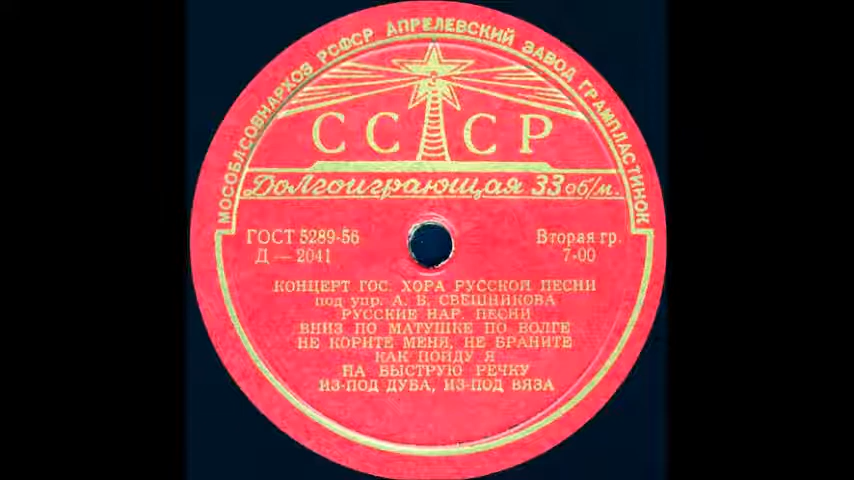 МОСОБЛСОВНАРХОЗ РСФСР АПРЕЛЕВСКИЙ ЗАВОД ГРАМПЛАСТИНОК
СССР
Долгоиграющая 33 об/м.
ГОСТ 5289-56
Вторая гр.
Д — 2041
7-00
КОНЦЕРТ ГОС. ХОРА РУССКОЙ ПЕСНИ
под упр. А. В. СВЕШНИКОВА
РУССКИЕ НАР. ПЕСНИ
ВНИЗ ПО МАТУШКЕ ПО ВОЛГЕ
НЕ КОРИТЕ МЕНЯ, НЕ БРАНИТЕ
КАК ПОЙДУ Я
НА БЫСТРУЮ РЕЧКУ
ИЗ-ПОД ДУБА, ИЗ-ПОД ВЯЗА